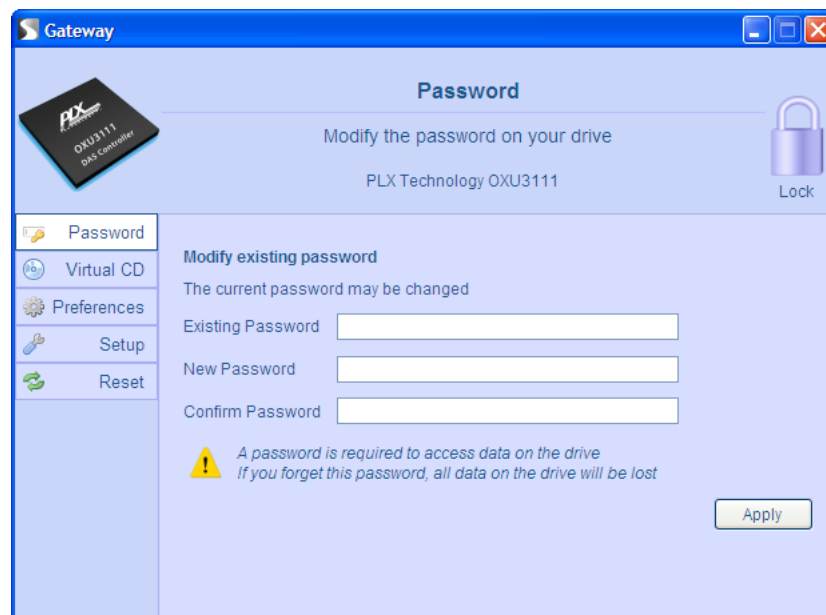 Gateway
PLX
OXU3111
DAS Controller
Password
Modify the password on your drive
PLX Technology OXU3111
Lock
Password
Virtual CD
Preferences
Setup
Reset
Modify existing password
The current password may be changed
Existing Password
New Password
Confirm Password
A password is required to access data on the drive
If you forget this password, all data on the drive will be lost
Apply